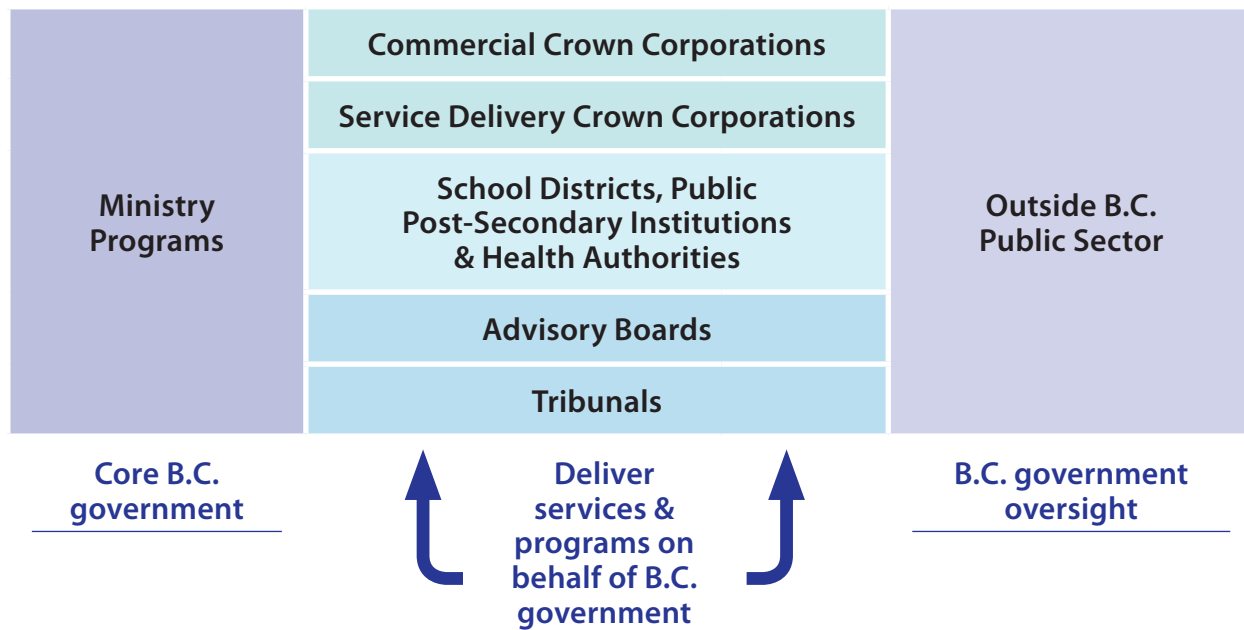 Ministry
Programs
Commercial Crown Corporations
Service Delivery Crown Corporations
School Districts, Public
Post-Secondary Institutions
& Health Authorities
Advisory Boards
Tribunals
Outside B.C.
Public Sector
Core B.C.
government
Deliver
services &
programs on
behalf of B.C.
government
B.C. government
oversight